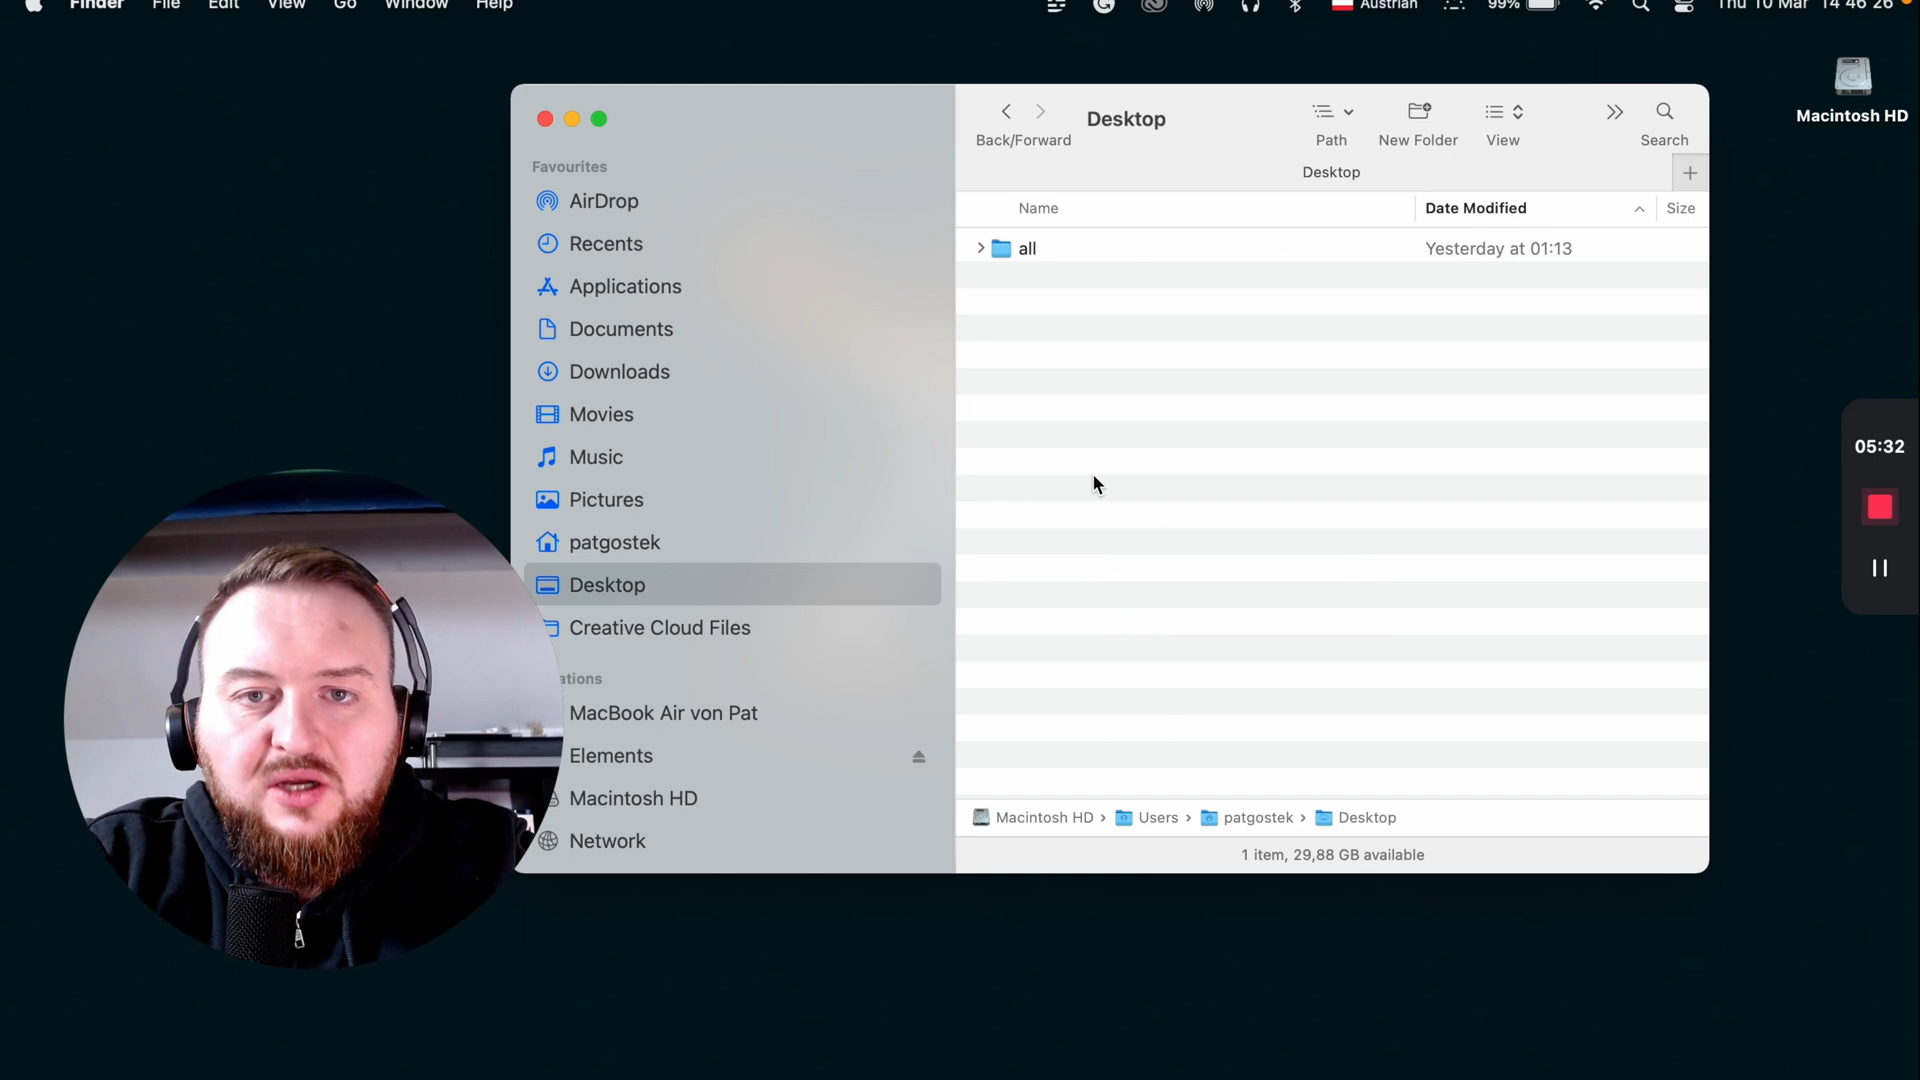 Finder File Edit View Go Window Help
Austrian 99% Thu 10 Mar 14 46 26
Macintosh HD
Desktop
Back/Forward Path New Folder View Search
Desktop
Name Date Modified Size
all Yesterday at 01:13
Favourites
AirDrop
Recents
Applications
Documents
Downloads
Movies
Music
Pictures
patgostek
Desktop
Creative Cloud Files
ations
MacBook Air von Pat
Elements
Macintosh HD
Network
Macintosh HD › Users › patgostek › Desktop
1 item, 29,88 GB available
05:32